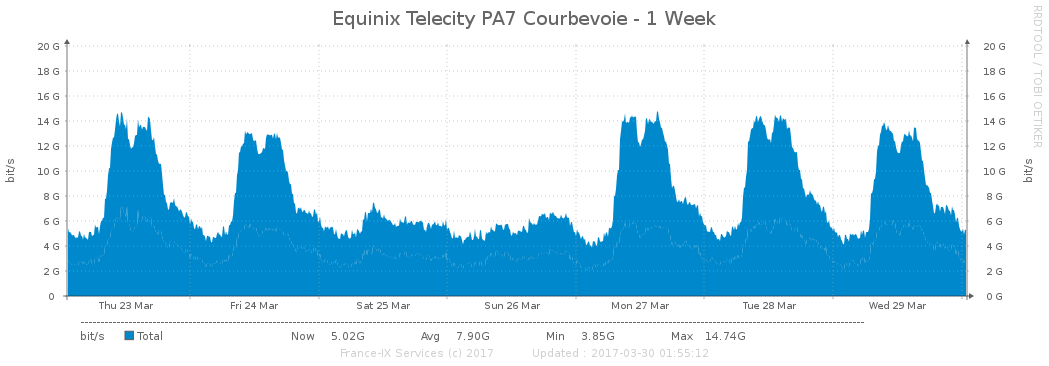 Equinix Telecity PA7 Courbevoie - 1 Week
RRDTOOL / TOBI OETIKER
bit/s
20 G 20 G
18 G 18 G
16 G 16 G
14 G 14 G
12 G 12 G
10 G 10 G
8 G 8 G
6 G 6 G
4 G 4 G
2 G 2 G
0 0 G
bit/s
Thu 23 Mar Fri 24 Mar Sat 25 Mar Sun 26 Mar Mon 27 Mar Tue 28 Mar Wed 29 Mar
bit/s Total Now 5.02G Avg 7.90G Min 3.85G Max 14.74G
France-IX Services (c) 2017 Updated : 2017-03-30 01:55:12